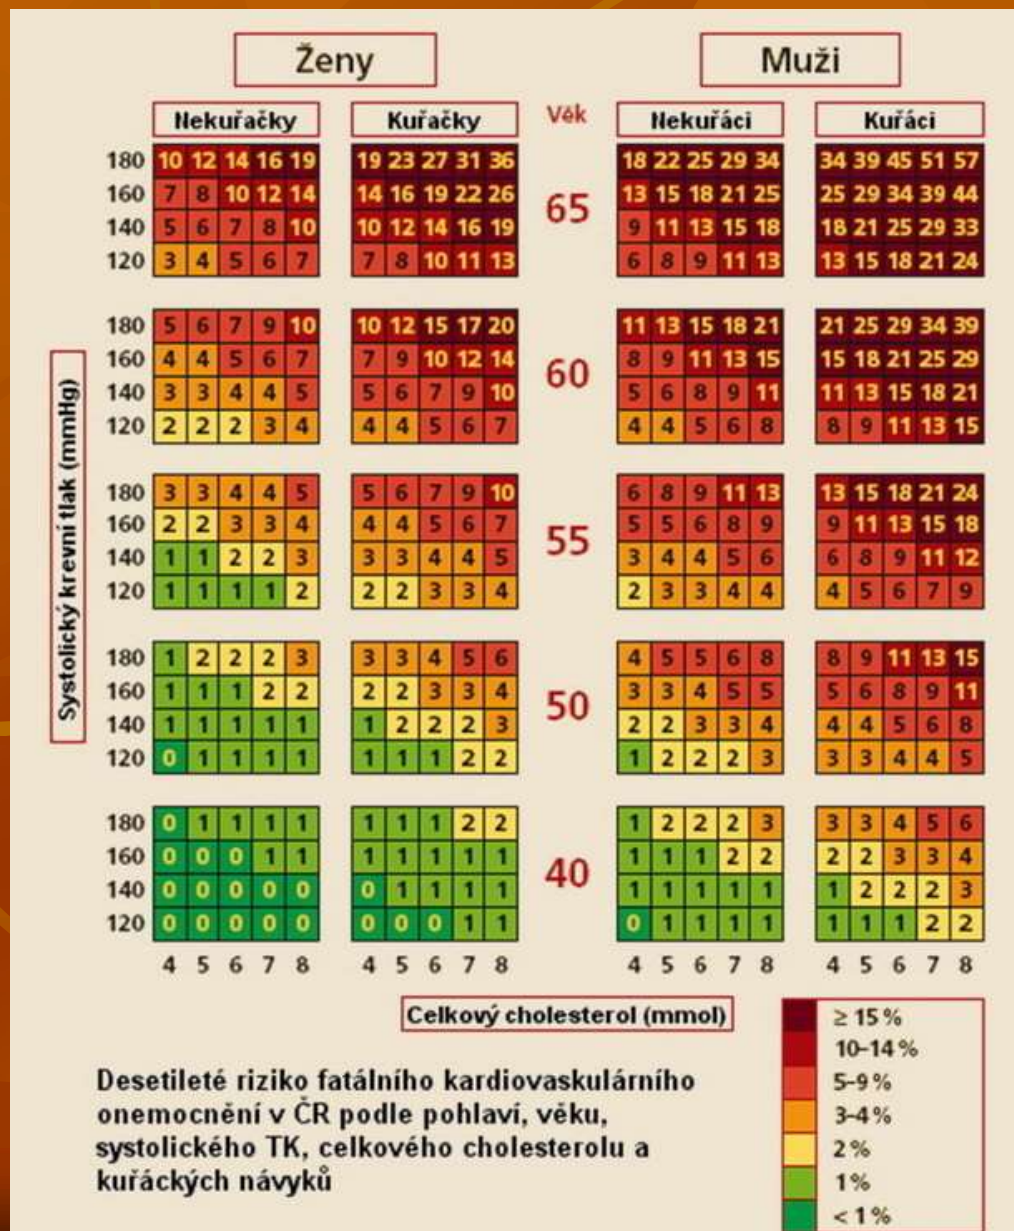 Ženy Muži
Nekuřačky Kuřačky Věk Nekuřáci Kuřáci
180 10 12 14 16 19 19 23 27 31 36 18 22 25 29 34 34 39 45 51 57
160 7 8 10 12 14 14 16 19 22 26 13 15 18 21 25 25 29 34 39 44
65
140 5 6 7 8 10 10 12 14 16 19 9 11 13 15 18 18 21 25 29 33
120 3 4 5 6 7 7 8 10 11 13 6 8 9 11 13 13 15 18 21 24
180 5 6 7 9 10 10 12 15 17 20 11 13 15 18 21 21 25 29 34 39
160 4 4 5 6 7 7 9 10 12 14 8 9 11 13 15 15 18 21 25 29
60
140 3 3 4 4 5 5 6 7 9 10 5 6 8 9 11 11 13 15 18 21
120 2 2 2 3 4 4 4 5 6 7 4 4 5 6 8 8 9 11 13 15
Systolický krevní tlak (mmHg)
180 3 3 4 4 5 5 6 7 9 10 6 8 9 11 13 13 15 18 21 24
160 2 2 3 3 4 4 4 5 6 7 5 5 6 8 9 9 11 13 15 18
55
140 1 1 2 2 3 3 3 4 4 5 3 4 4 5 6 6 8 9 11 12
120 1 1 1 1 2 2 2 3 3 4 2 3 3 4 4 4 5 6 7 9
180 1 2 2 2 3 3 3 4 5 6 4 5 5 6 8 8 9 11 13 15
160 1 1 1 2 2 2 2 3 3 4 3 3 4 5 5 5 6 8 9 11
50
140 1 1 1 1 1 1 2 2 2 3 2 2 3 3 4 4 4 5 6 8
120 0 1 1 1 1 1 1 1 2 2 1 2 2 2 3 3 3 4 4 5
180 0 1 1 1 1 1 1 1 2 2 1 2 2 2 3 3 3 4 5 6
160 0 0 0 1 1 1 1 1 1 1 1 1 1 2 2 2 2 3 3 4
40
140 0 0 0 0 0 0 1 1 1 1 1 1 1 1 1 1 2 2 2 3
120 0 0 0 0 0 0 0 0 1 1 0 1 1 1 1 1 1 1 2 2
4 5 6 7 8 4 5 6 7 8 4 5 6 7 8 4 5 6 7 8
Celkový cholesterol (mmol)
≥ 15 %
10–14 %
5–9 %
3–4 %
2 %
1 %
< 1 %
Desetileté riziko fatálního kardiovaskulárního
onemocnění v ČR podle pohlaví, věku,
systolického TK, celkového cholesterolu a
kuřáckých návyků